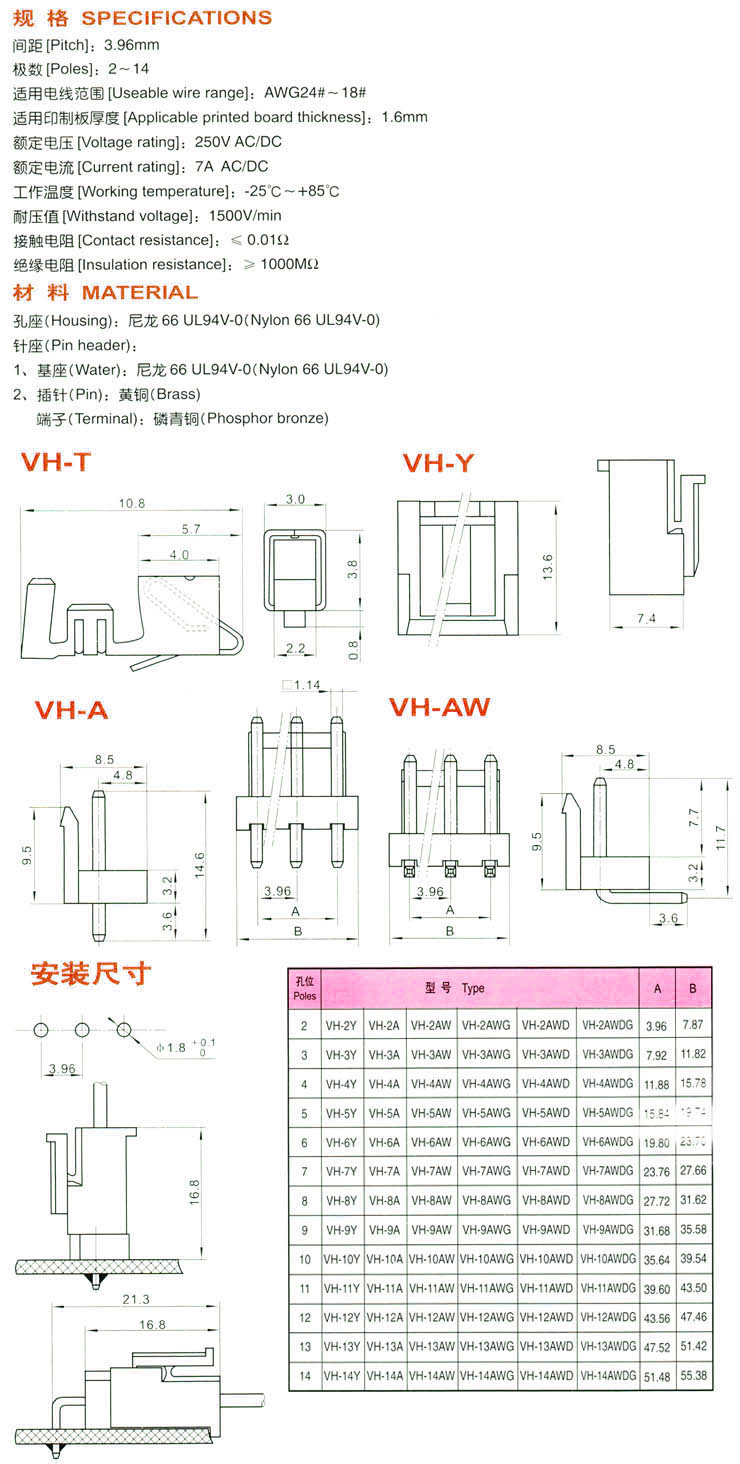 规 格 SPECIFICATIONS
间距[Pitch]：3.96mm
极数[Poles]：2～14
适用电线范围[Useable wire range]：AWG24#～18#
适用印制板厚度[Applicable printed board thickness]：1.6mm
额定电压[Voltage rating]：250V AC/DC
额定电流[Current rating]：7A AC/DC
工作温度[Working temperature]：-25℃～+85℃
耐压值[Withstand voltage]：1500V/min
接触电阻[Contact resistance]：≤ 0.01Ω
绝缘电阻[Insulation resistance]：≥ 1000MΩ
材 料 MATERIAL
孔座(Housing)：尼龙66 UL94V-0(Nylon 66 UL94V-0)
针座(Pin header)：
1、基座(Water)：尼龙66 UL94V-0(Nylon 66 UL94V-0)
2、插针(Pin)：黄铜(Brass)
端子(Terminal)：磷青铜(Phosphor bronze)
VH-T
10.8
5.7
4.0
3.0
3.8
0.8
2.2
VH-Y
13.6
7.4
VH-A
8.5
4.8
9.5
14.6
3.2
3.6
□1.14
3.96
A
B
VH-AW
3.96
A
B
8.5
4.8
9.5
7.7
11.7
3.2
3.6
安装尺寸
Φ1.8 +0.1 0
3.96
16.8
21.3
16.8
孔位 Poles 型 号 Type A B
2 VH-2Y VH-2A VH-2AW VH-2AWG VH-2AWD VH-2AWDG 3.96 7.87
3 VH-3Y VH-3A VH-3AW VH-3AWG VH-3AWD VH-3AWDG 7.92 11.82
4 VH-4Y VH-4A VH-4AW VH-4AWG VH-4AWD VH-4AWDG 11.88 15.78
5 VH-5Y VH-5A VH-5AW VH-5AWG VH-5AWD VH-5AWDG 15.84 19.74
6 VH-6Y VH-6A VH-6AW VH-6AWG VH-6AWD VH-6AWDG 19.80 23.70
7 VH-7Y VH-7A VH-7AW VH-7AWG VH-7AWD VH-7AWDG 23.76 27.66
8 VH-8Y VH-8A VH-8AW VH-8AWG VH-8AWD VH-8AWDG 27.72 31.62
9 VH-9Y VH-9A VH-9AW VH-9AWG VH-9AWD VH-9AWDG 31.68 35.58
10 VH-10Y VH-10A VH-10AW VH-10AWG VH-10AWD VH-10AWDG 35.64 39.54
11 VH-11Y VH-11A VH-11AW VH-11AWG VH-11AWD VH-11AWDG 39.60 43.50
12 VH-12Y VH-12A VH-12AW VH-12AWG VH-12AWD VH-12AWDG 43.56 47.46
13 VH-13Y VH-13A VH-13AW VH-13AWG VH-13AWD VH-13AWDG 47.52 51.42
14 VH-14Y VH-14A VH-14AW VH-14AWG VH-14AWD VH-14AWDG 51.48 55.38